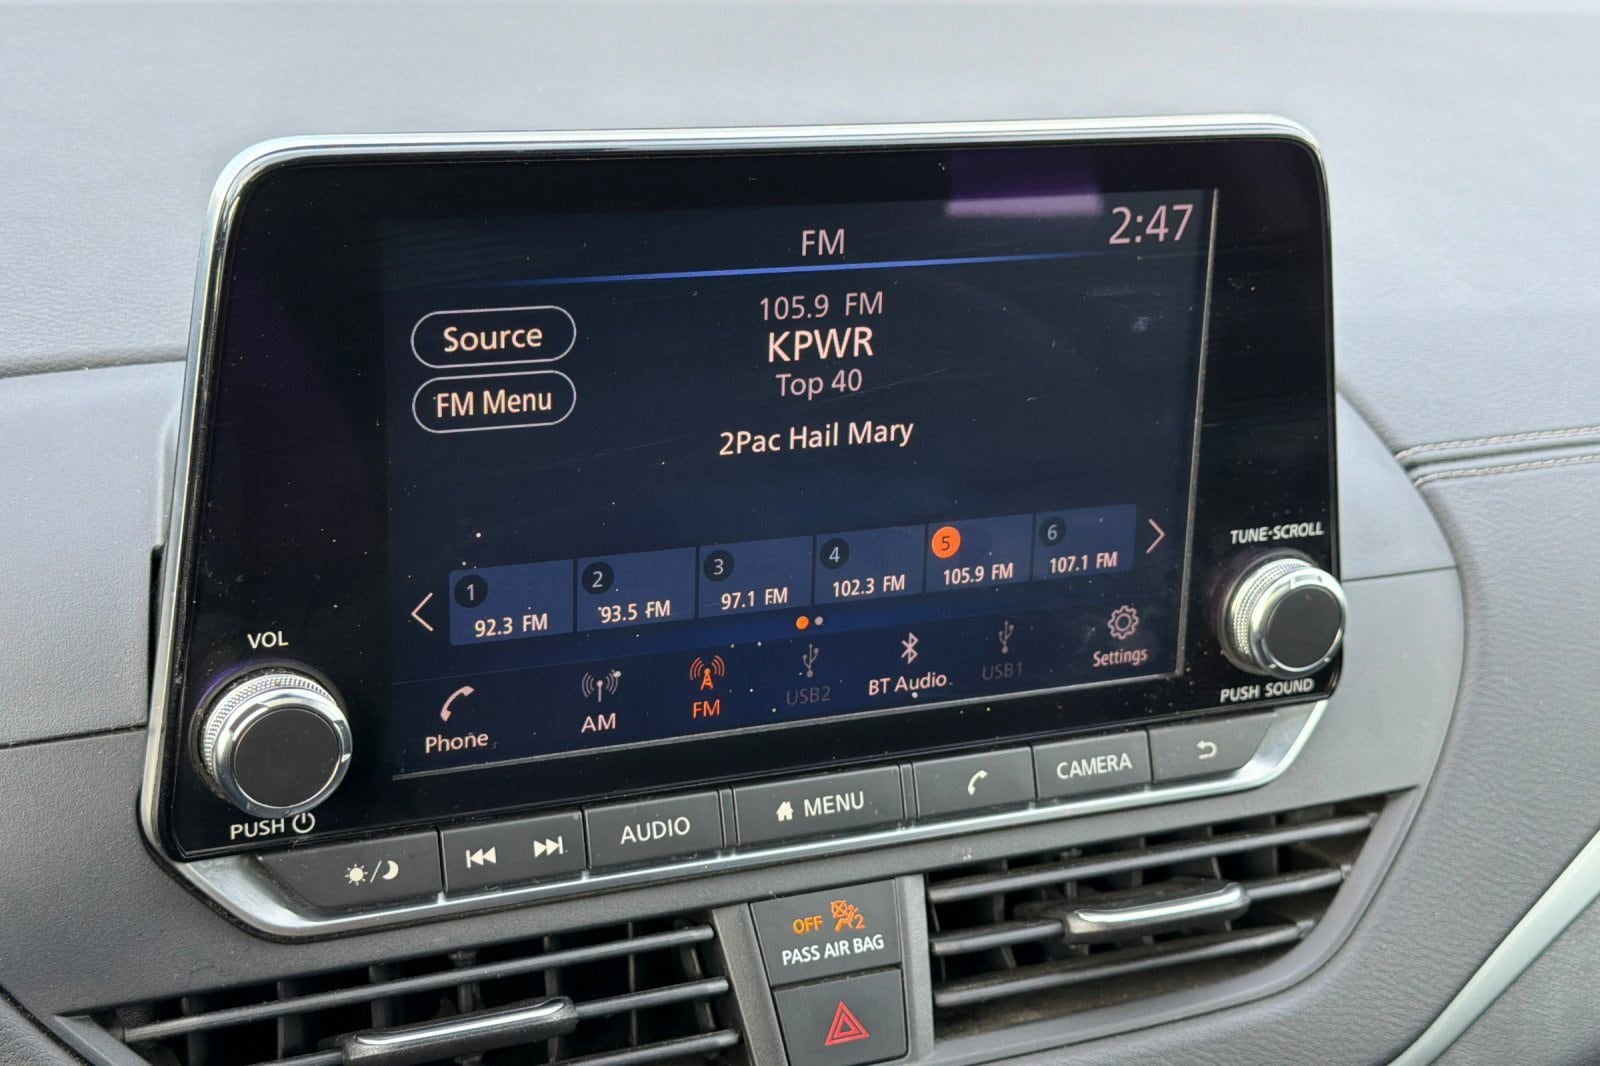 FM
2:47
105.9 FM
KPWR
Top 40
Source
FM Menu
2Pac Hail Mary
1
92.3 FM
2
93.5 FM
3
97.1 FM
4
102.3 FM
5
105.9 FM
6
107.1 FM
Phone
AM
FM
USB2
BT Audio
USB1
Settings
VOL
PUSH
TUNE·SCROLL
PUSH SOUND
AUDIO
MENU
CAMERA
OFF
2
PASS AIR BAG